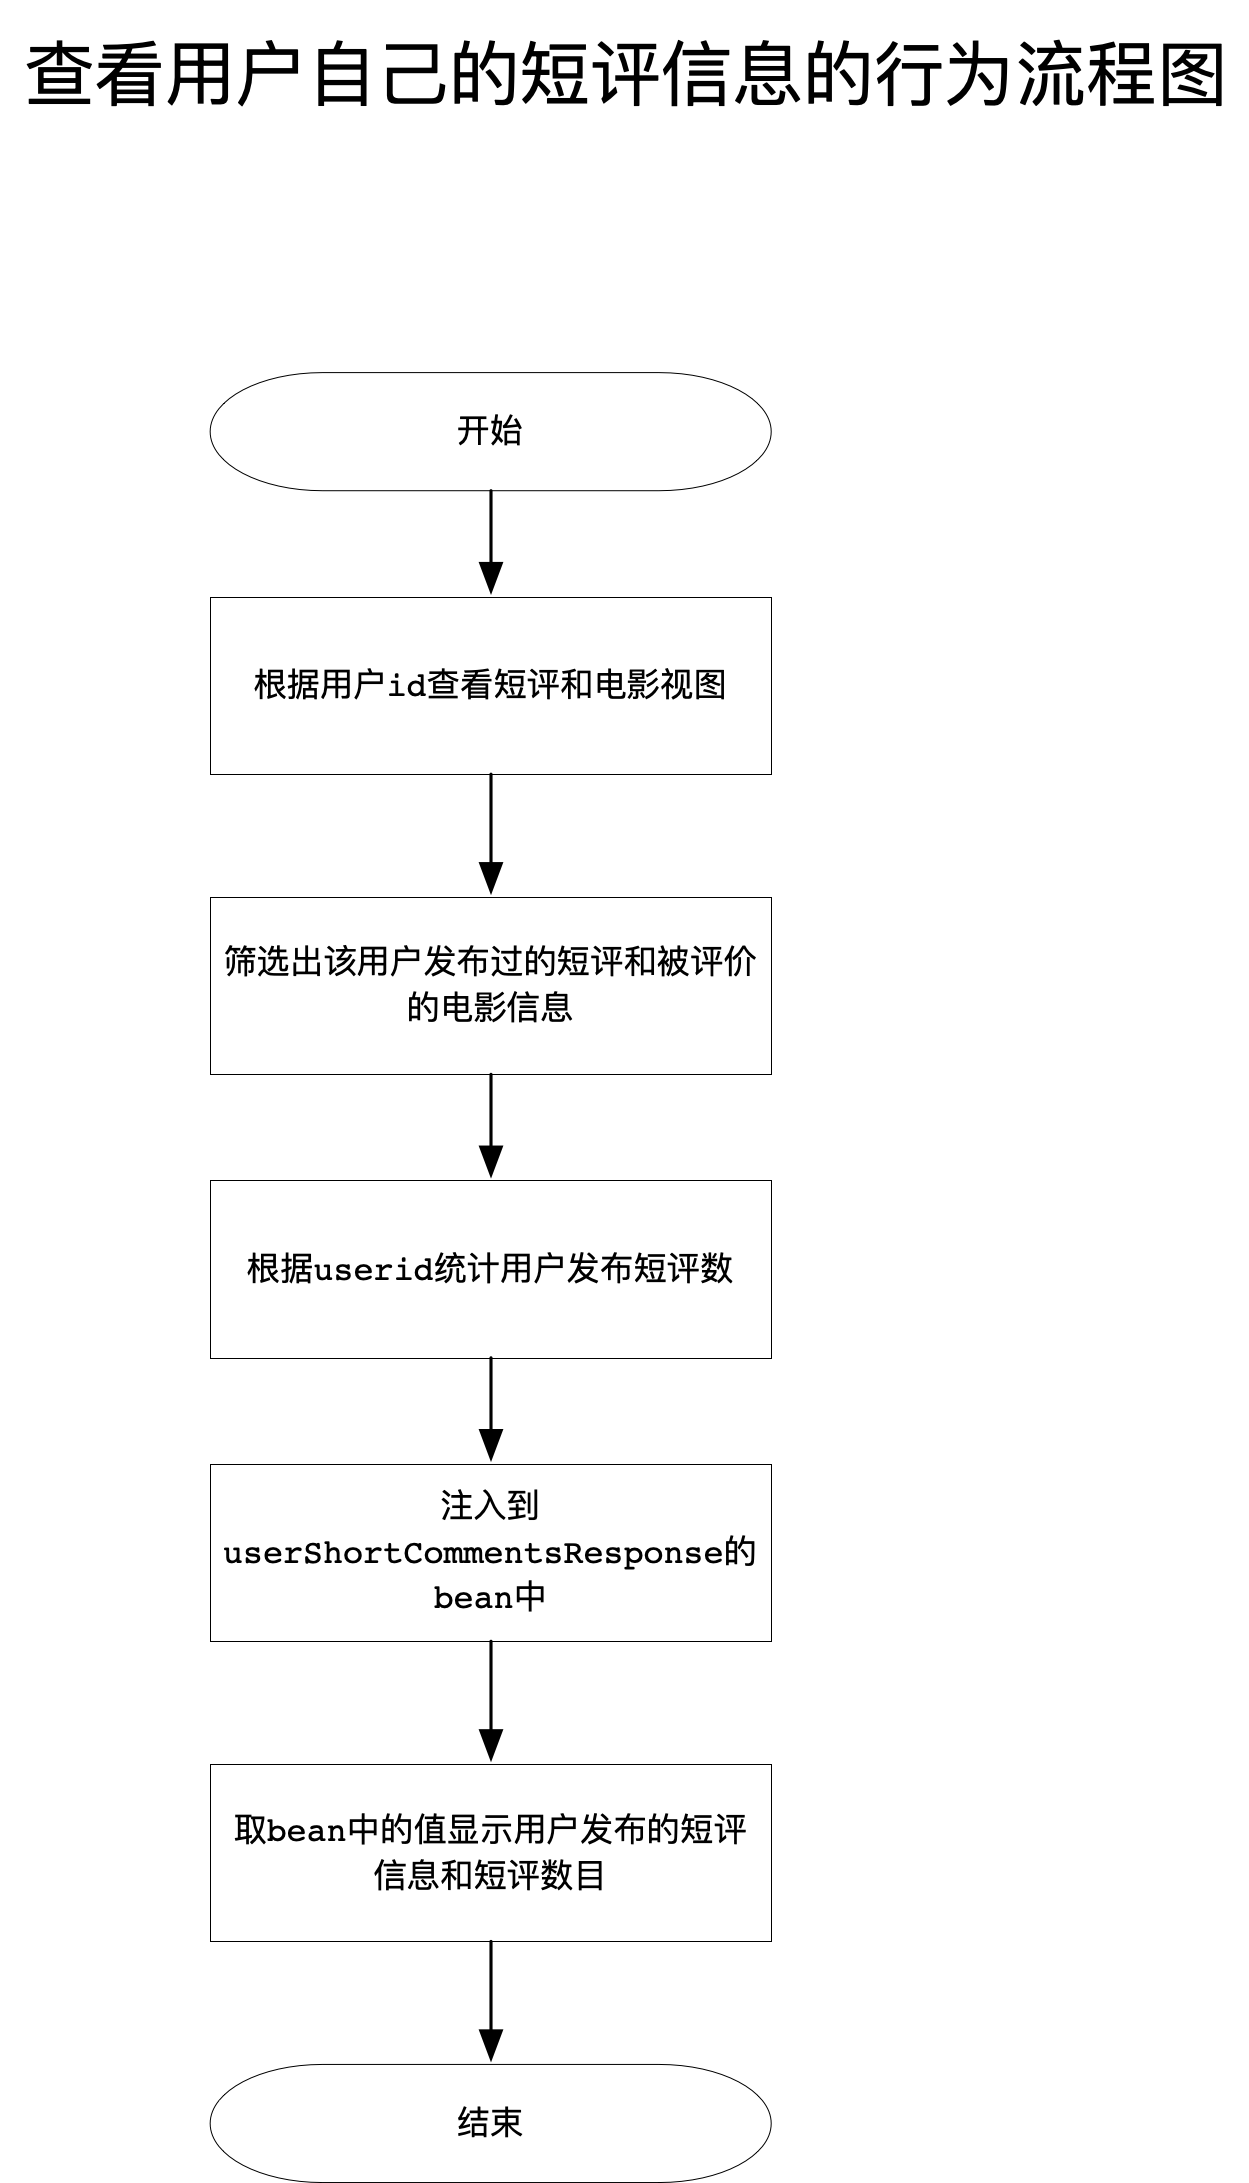 查看用户自己的短评信息的行为流程图
开始
根据用户id查看短评和电影视图
筛选出该用户发布过的短评和被评价
的电影信息
根据userid统计用户发布短评数
注入到
userShortCommentsResponse的
bean中
取bean中的值显示用户发布的短评
信息和短评数目
结束